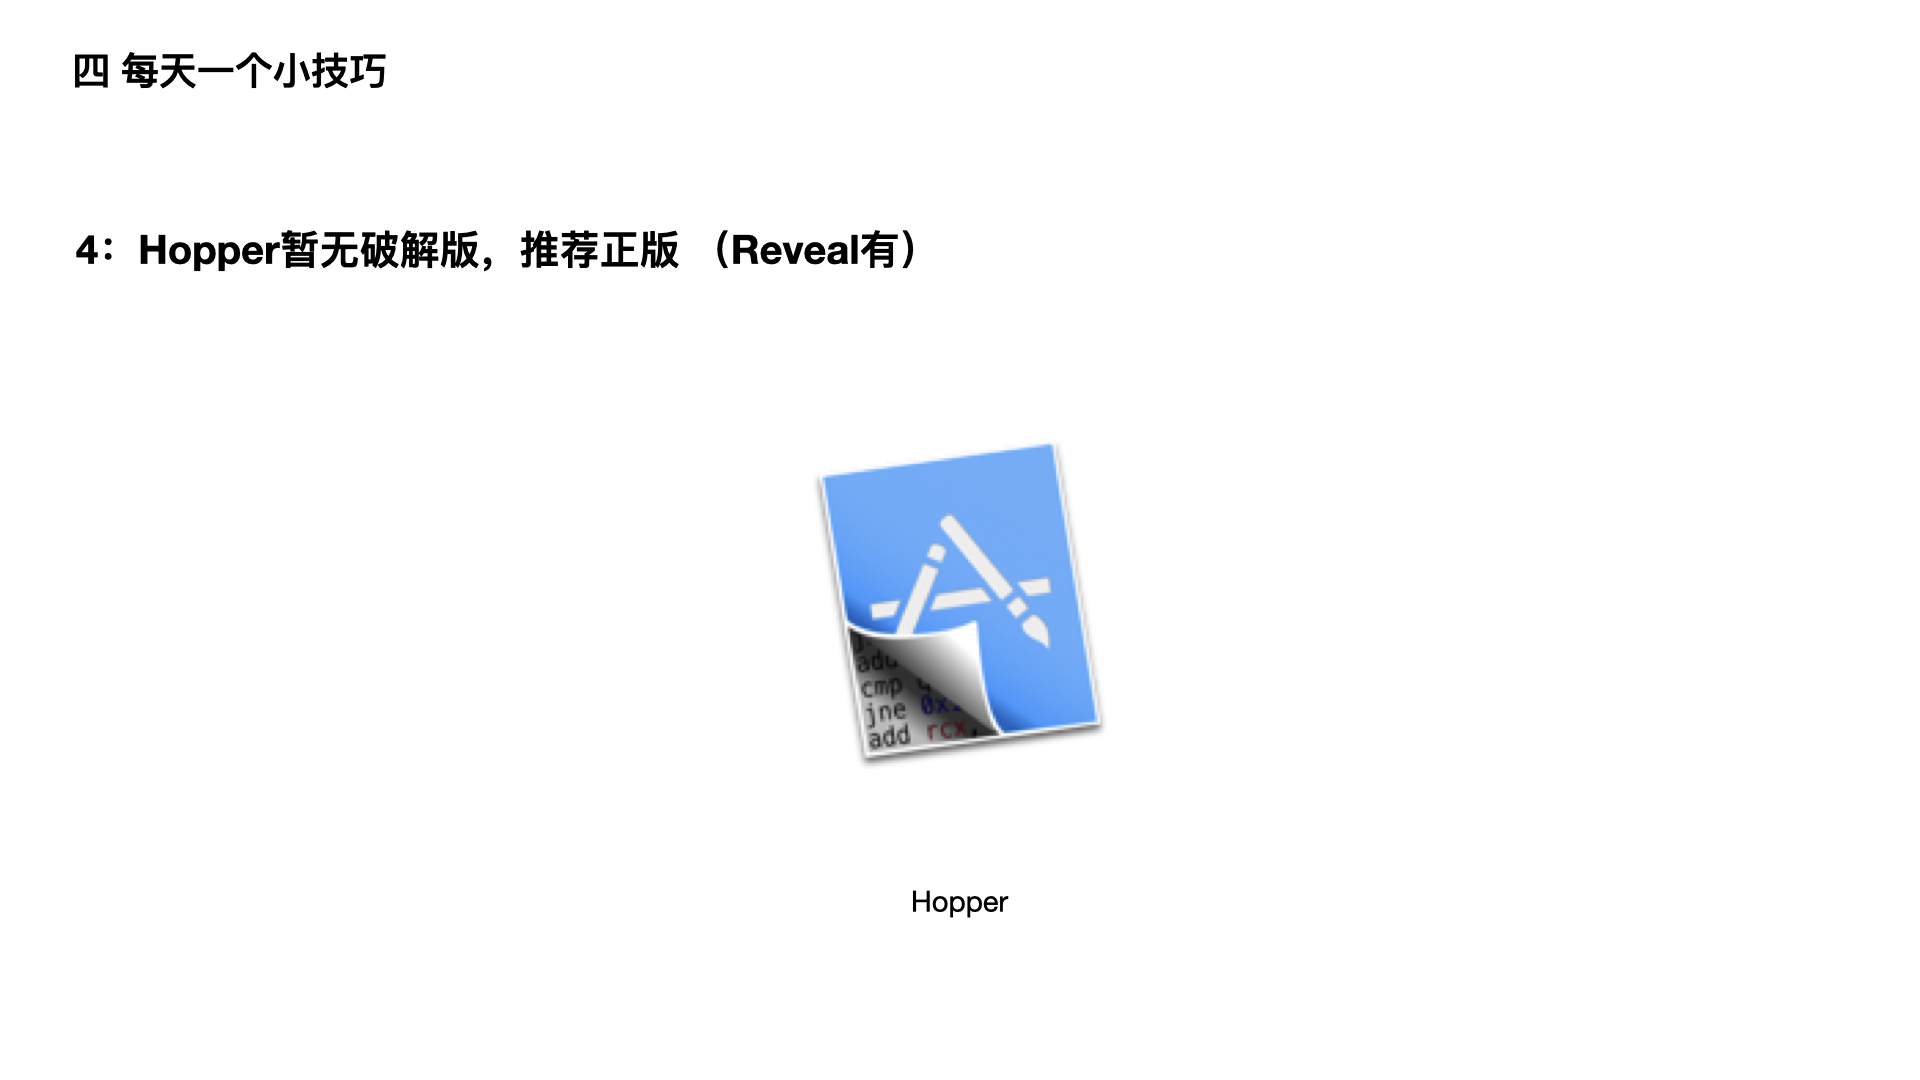 四 每天一个小技巧
4：Hopper暂无破解版，推荐正版 （Reveal有）
add
cmp
jne 0x
add rcx,
Hopper